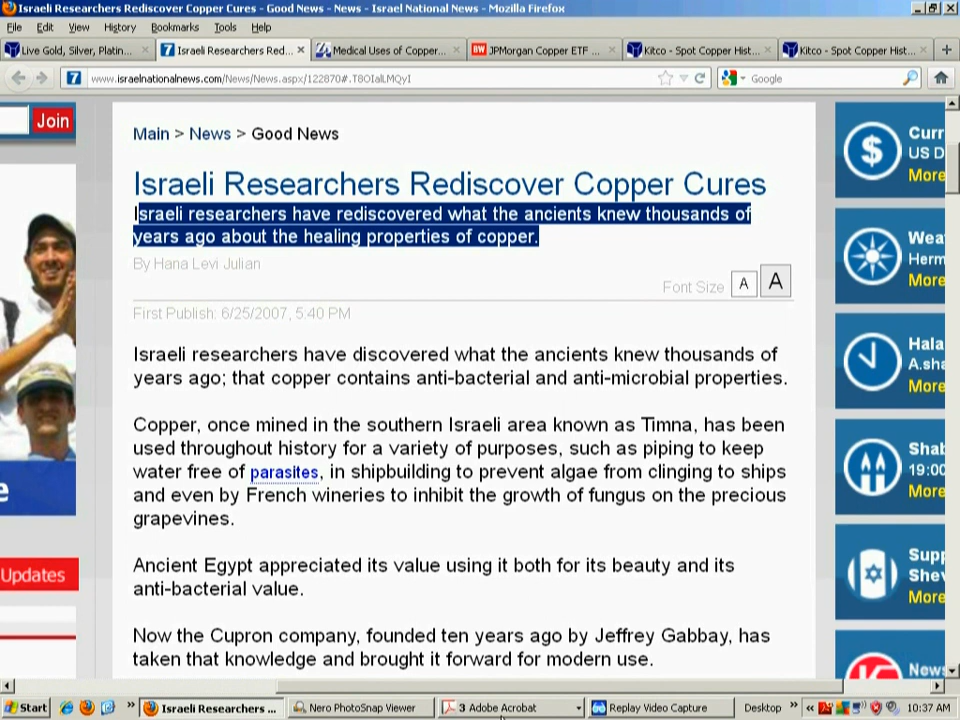 Israeli Researchers Rediscover Copper Cures - Good News - News - Israel National News - Mozilla Firefox
File Edit View History Bookmarks Tools Help
Live Gold, Silver, Platin... Israeli Researchers Red... Medical Uses of Copper... JPMorgan Copper ETF ... Kitco - Spot Copper Hist... Kitco - Spot Copper Hist...
www.israelnationalnews.com/News/News.aspx/122870#.T8OIalLMQyI Google
Join
Main > News > Good News
Israeli Researchers Rediscover Copper Cures
Israeli researchers have rediscovered what the ancients knew thousands of
years ago about the healing properties of copper.
By Hana Levi Julian
Font Size A A
First Publish: 6/25/2007, 5:40 PM
Israeli researchers have discovered what the ancients knew thousands of
years ago; that copper contains anti-bacterial and anti-microbial properties.
Copper, once mined in the southern Israeli area known as Timna, has been
used throughout history for a variety of purposes, such as piping to keep
water free of parasites, in shipbuilding to prevent algae from clinging to ships
and even by French wineries to inhibit the growth of fungus on the precious
grapevines.
Ancient Egypt appreciated its value using it both for its beauty and its
anti-bacterial value.
Now the Cupron company, founded ten years ago by Jeffrey Gabbay, has
taken that knowledge and brought it forward for modern use.
e
Updates
Curr
US D
More
Wea
Herm
More
Hala
A.sha
More
Shab
19:00
More
Supp
Shev
More
News
Start Israeli Researchers ... Nero PhotoSnap Viewer 3 Adobe Acrobat Replay Video Capture Desktop 10:37 AM